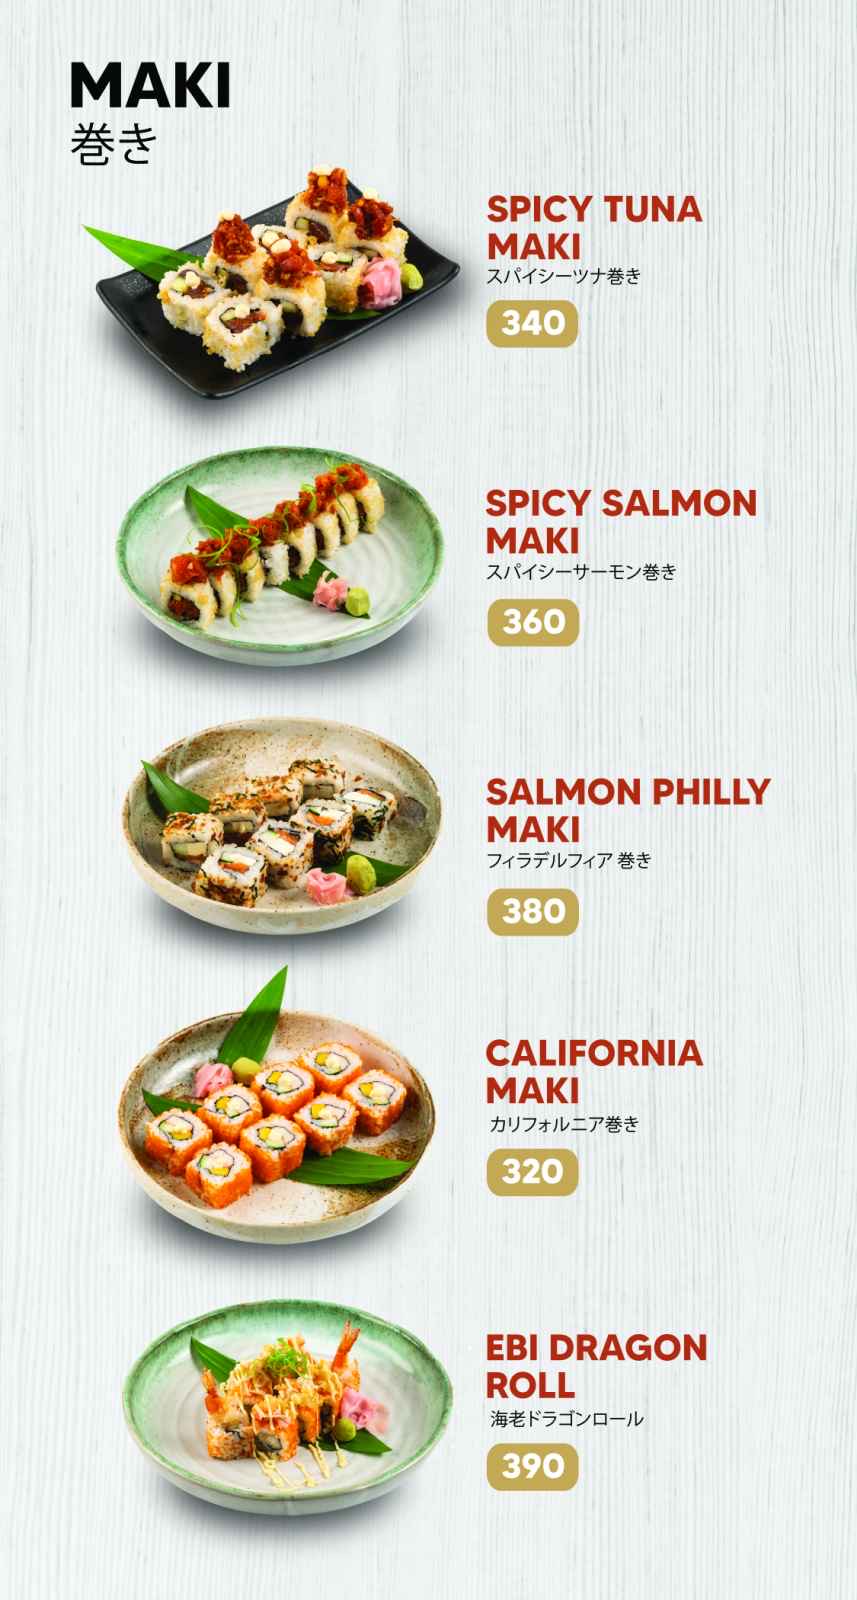 MAKI
巻き
SPICY TUNA
MAKI
スパイシーツナ巻き
340
SPICY SALMON
MAKI
スパイシーサーモン巻き
360
SALMON PHILLY
MAKI
フィラデルフィア 巻き
380
CALIFORNIA
MAKI
カリフォルニア巻き
320
EBI DRAGON
ROLL
海老ドラゴンロール
390